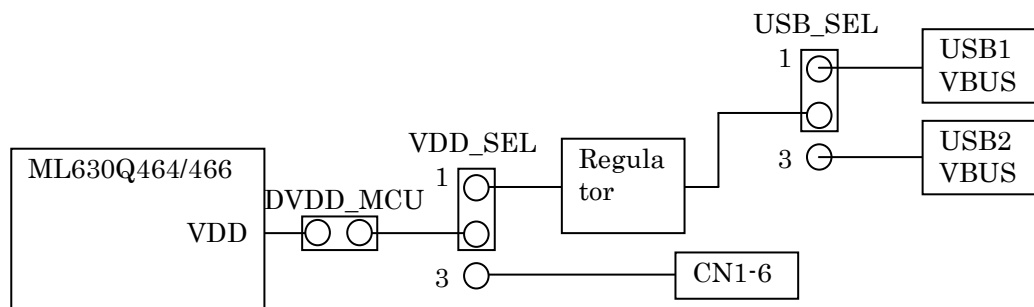 USB_SEL
1
USB1
VBUS
3
USB2
VBUS
VDD_SEL
1
Regula
tor
ML630Q464/466
DVDD_MCU
VDD
3
CN1-6